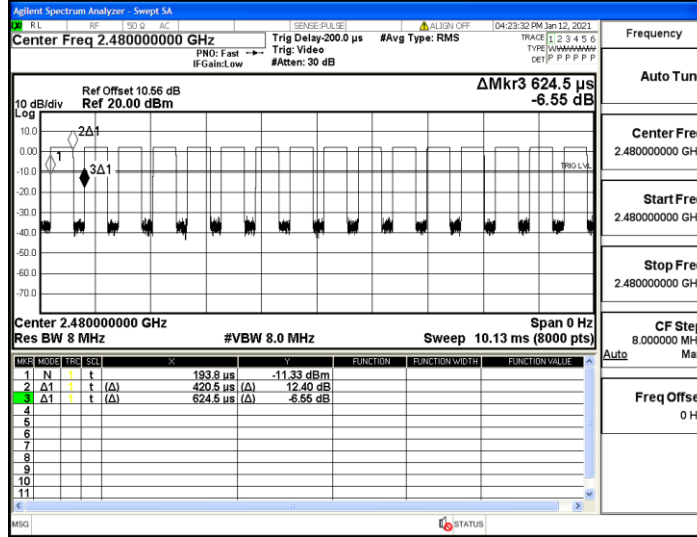 Agilent Spectrum Analyzer - Swept SA
LXI RL RF 50 Ω AC SENSE:PULSE ALIGN OFF 04:23:32 PM Jan 12, 2021
Center Freq 2.480000000 GHz Trig Delay-200.0 µs #Avg Type: RMS TRACE 1 2 3 4 5 6
PNO: Fast Trig: Video TYPE
IFGain:Low #Atten: 30 dB DET P P P P P P
Ref Offset 10.56 dB ΔMkr3 624.5 µs
10 dB/div Ref 20.00 dBm -6.55 dB
Log
10.0
0.00
-10.0
-20.0
-30.0
-40.0
-50.0
-60.0
-70.0
2Δ1
1
3Δ1
TRIG LVL
Center 2.480000000 GHz Span 0 Hz
Res BW 8 MHz #VBW 8.0 MHz Sweep 10.13 ms (8000 pts)
MKR MODE TRC SCL X Y FUNCTION FUNCTION WIDTH FUNCTION VALUE
1 N t 193.8 µs -11.33 dBm
2 Δ1 t (Δ) 420.5 µs (Δ) 12.40 dB
3 Δ1 t (Δ) 624.5 µs (Δ) -6.55 dB
4
5
6
7
8
9
10
11
MSG STATUS
Frequency
Auto Tun
Center Fre
2.480000000 GH
Start Fre
2.480000000 GH
Stop Fre
2.480000000 GH
CF Step
8.000000 MH
Auto Ma
Freq Offse
0 H